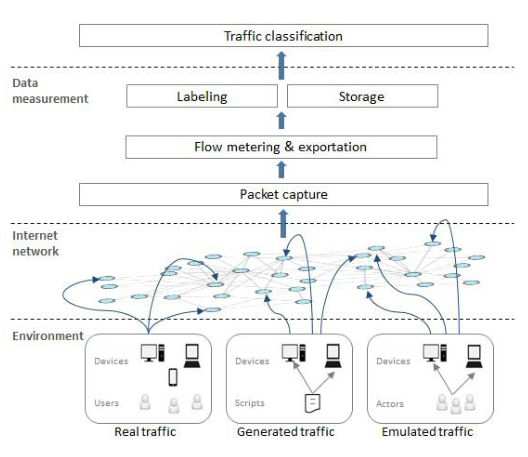 Traffic classification
Data
measurement
Labeling
Storage
Flow metering & exportation
Packet capture
Internet
network
Environment
Devices
Users
Real traffic
Devices
Scripts
Generated traffic
Devices
Actors
Emulated traffic